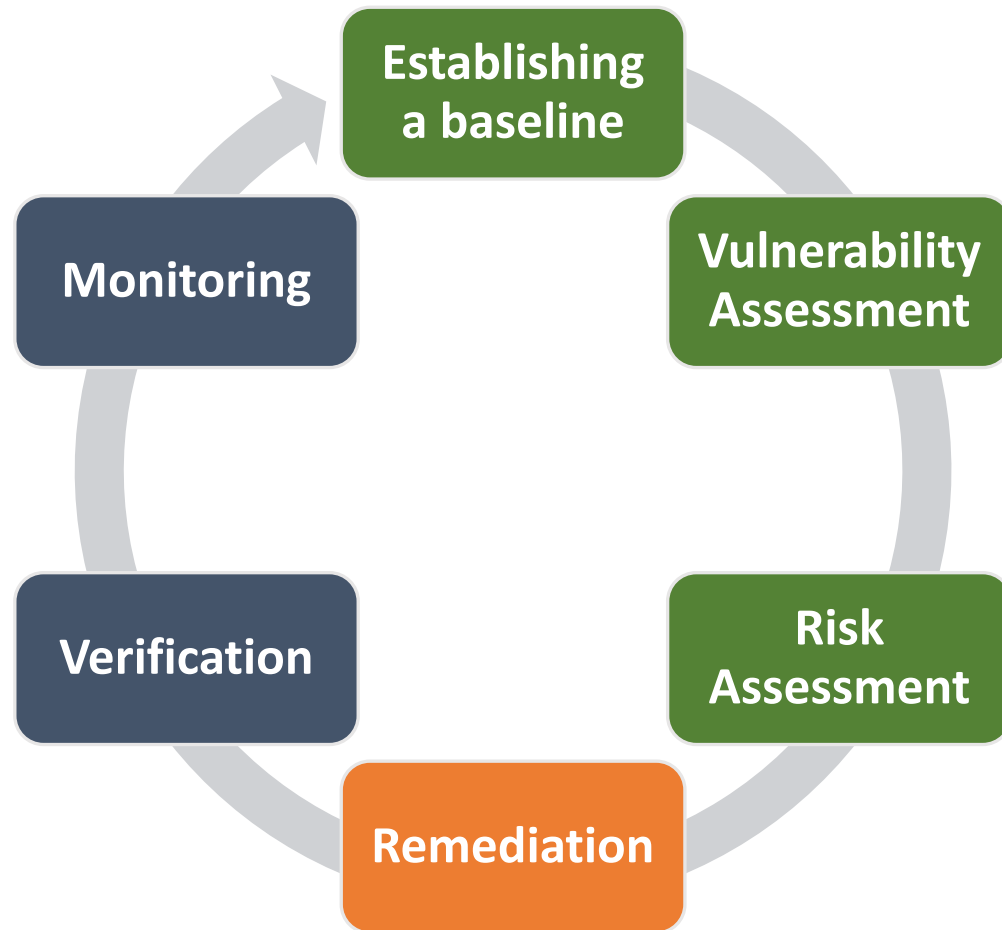 Establishing
a baseline
Vulnerability
Assessment
Risk
Assessment
Remediation
Verification
Monitoring